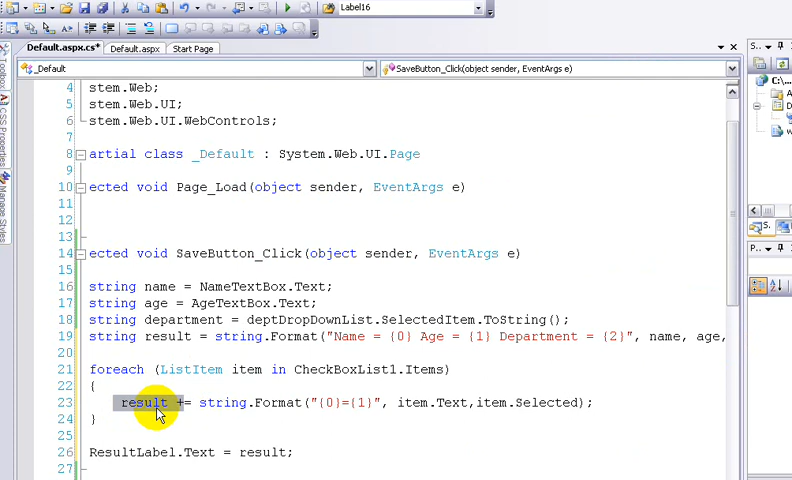 Label16
Default.aspx.cs* Default.aspx Start Page
_Default SaveButton_Click(object sender, EventArgs e)
4 stem.Web;
5 stem.Web.UI;
6 stem.Web.UI.WebControls;
7
8 artial class _Default : System.Web.UI.Page
9
10 ected void Page_Load(object sender, EventArgs e)
11
12
13
14 ected void SaveButton_Click(object sender, EventArgs e)
15
16 string name = NameTextBox.Text;
17 string age = AgeTextBox.Text;
18 string department = deptDropDownList.SelectedItem.ToString();
19 string result = string.Format("Name = {0} Age = {1} Department = {2}", name, age,
20
21 foreach (ListItem item in CheckBoxList1.Items)
22 {
23 result += string.Format("{0}={1}", item.Text,item.Selected);
24 }
25
26 ResultLabel.Text = result;
27
Toolbox
CSS Properties
Manage Styles
S..
C:\...
A
D
w
S.
P..